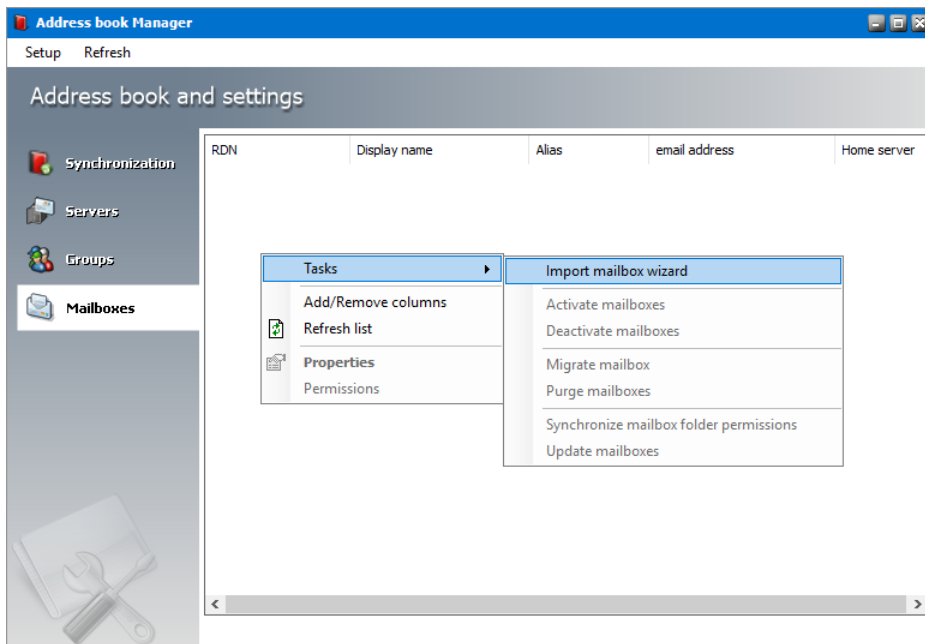 Address book Manager
Setup Refresh
Address book and settings
Synchronization
Servers
Groups
Mailboxes
RDN Display name Alias email address Home server
Tasks
Add/Remove columns
Refresh list
Properties
Permissions
Import mailbox wizard
Activate mailboxes
Deactivate mailboxes
Migrate mailbox
Purge mailboxes
Synchronize mailbox folder permissions
Update mailboxes